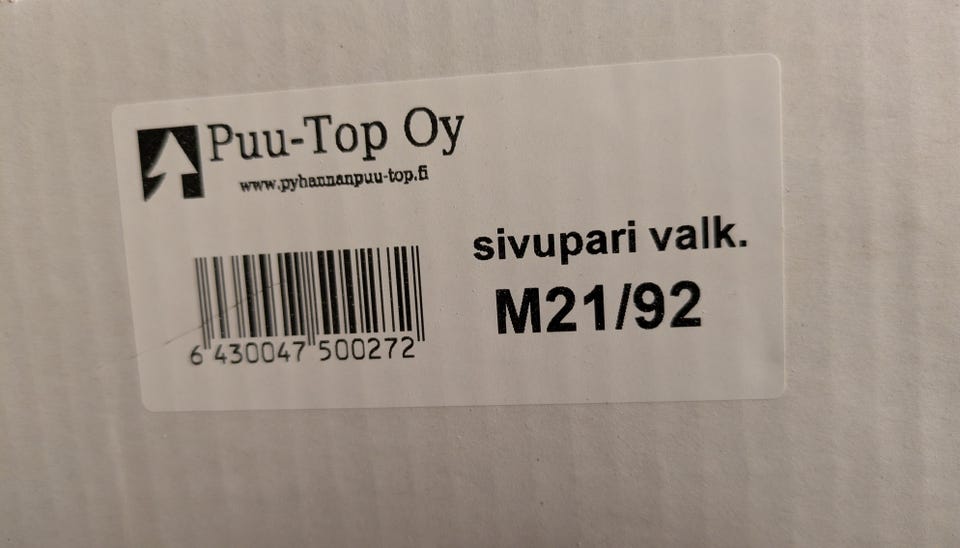 Puu-Top Oy
www.pyhannanpuu-top.fi
sivupari valk.
M21/92
6 430047 500272